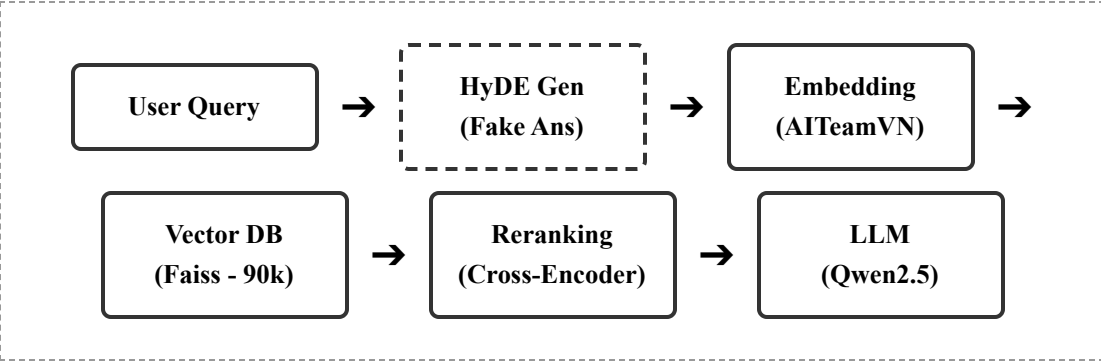 User Query
HyDE Gen
(Fake Ans)
Embedding
(AITeamVN)
Vector DB
(Faiss - 90k)
Reranking
(Cross-Encoder)
LLM
(Qwen2.5)